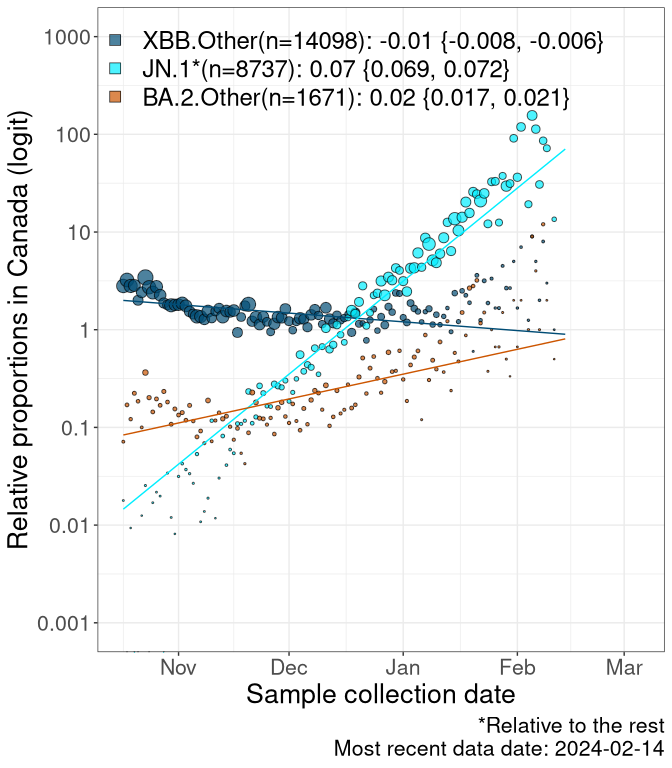 XBB.Other(n=14098): -0.01 {-0.008, -0.006}
JN.1*(n=8737): 0.07 {0.069, 0.072}
BA.2.Other(n=1671): 0.02 {0.017, 0.021}
Relative proportions in Canada (logit)
1000
100
10
1
0.1
0.01
0.001
Nov Dec Jan Feb Mar
Sample collection date
*Relative to the rest
Most recent data date: 2024-02-14